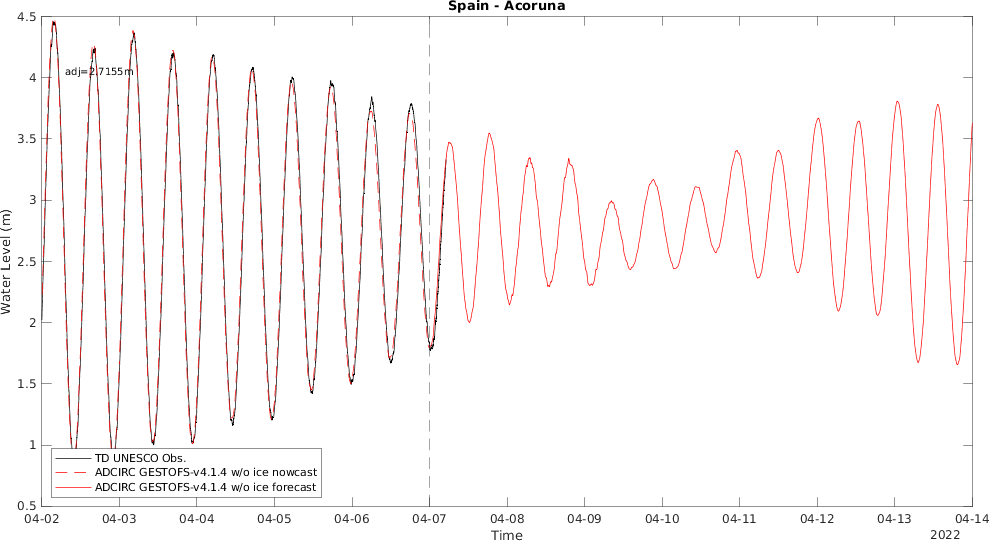 Spain - Acoruna
4.5
4
3.5
3
2.5
2
1.5
1
0.5
Water Level (m)
adj=2.7155m
TD UNESCO Obs.
ADCIRC GESTOFS-v4.1.4 w/o ice nowcast
ADCIRC GESTOFS-v4.1.4 w/o ice forecast
04-02 04-03 04-04 04-05 04-06 04-07 04-08 04-09 04-10 04-11 04-12 04-13 04-14
Time
2022